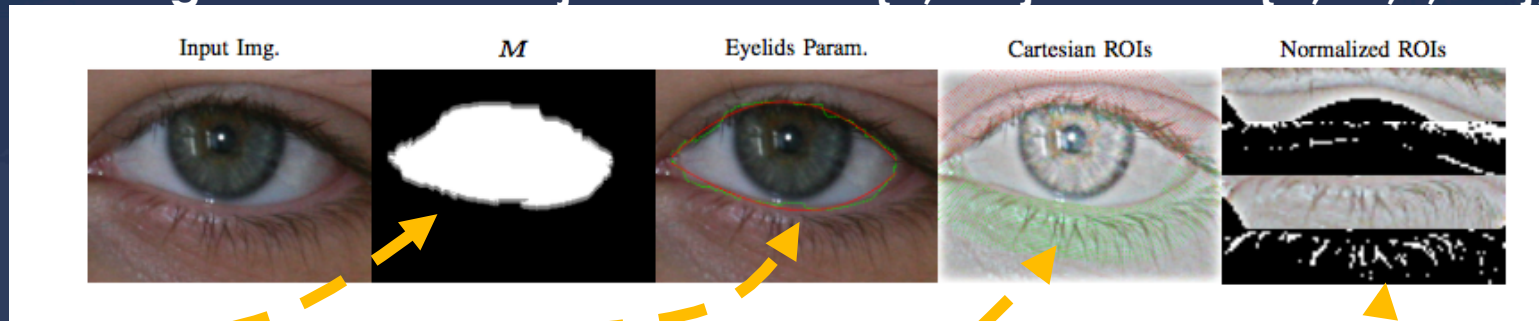 Input Img.
M
Eyelids Param.
Cartesian ROIs
Normalized ROIs